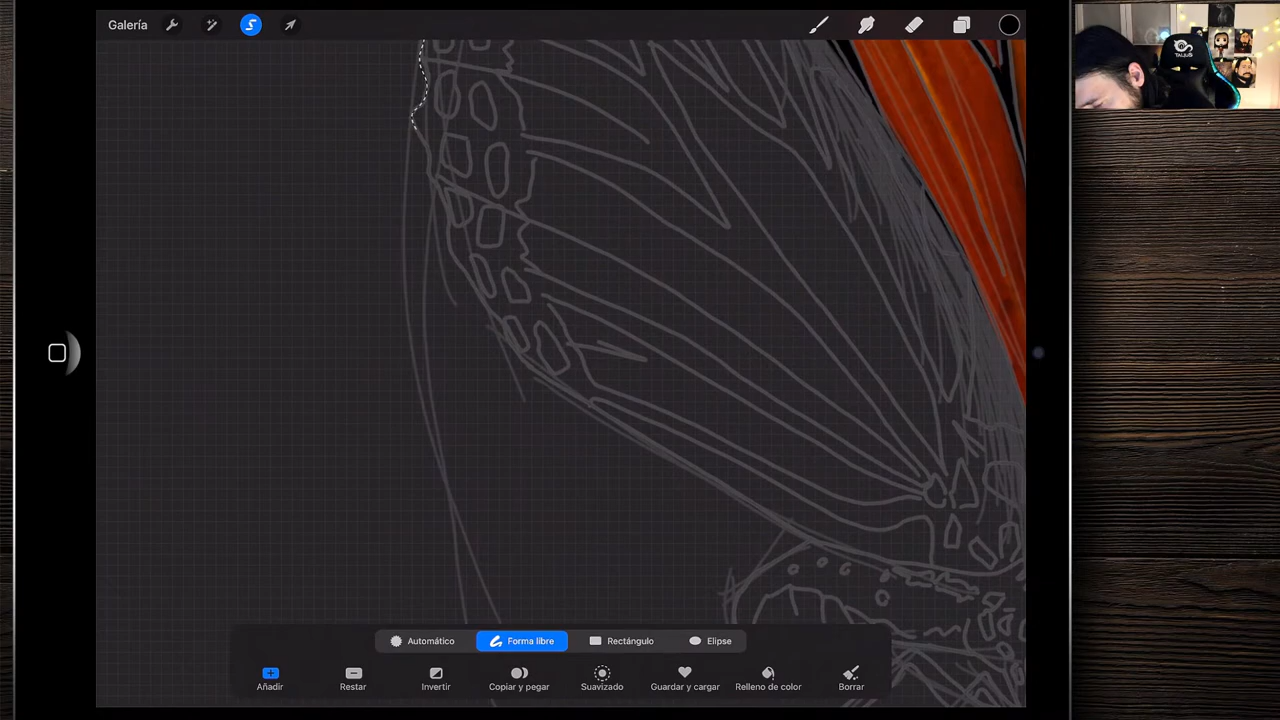 Galería
Automático
Forma libre
Rectángulo
Elipse
Añadir
Restar
Invertir
Copiar y pegar
Suavizado
Guardar y cargar
Relleno de color
Borrar